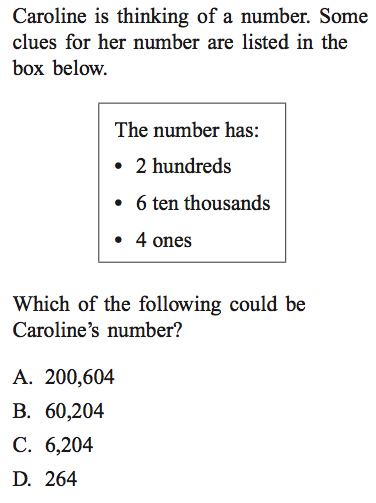 Caroline is thinking of a number. Some
clues for her number are listed in the
box below.
The number has:
• 2 hundreds
• 6 ten thousands
• 4 ones
Which of the following could be
Caroline’s number?
A. 200,604
B. 60,204
C. 6,204
D. 264